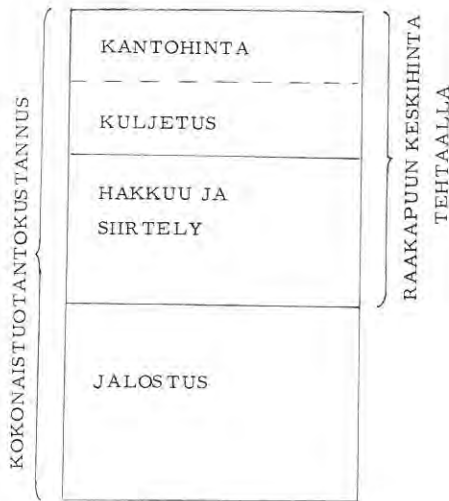 KOKONAISTUOTANTOKUSTANNUS
KANTOHINTA
KULJETUS
HAKKUU JA
SIIRTELY
JALOSTUS
RAAKAPUUN KESKIHINTA
TEHTAALLA